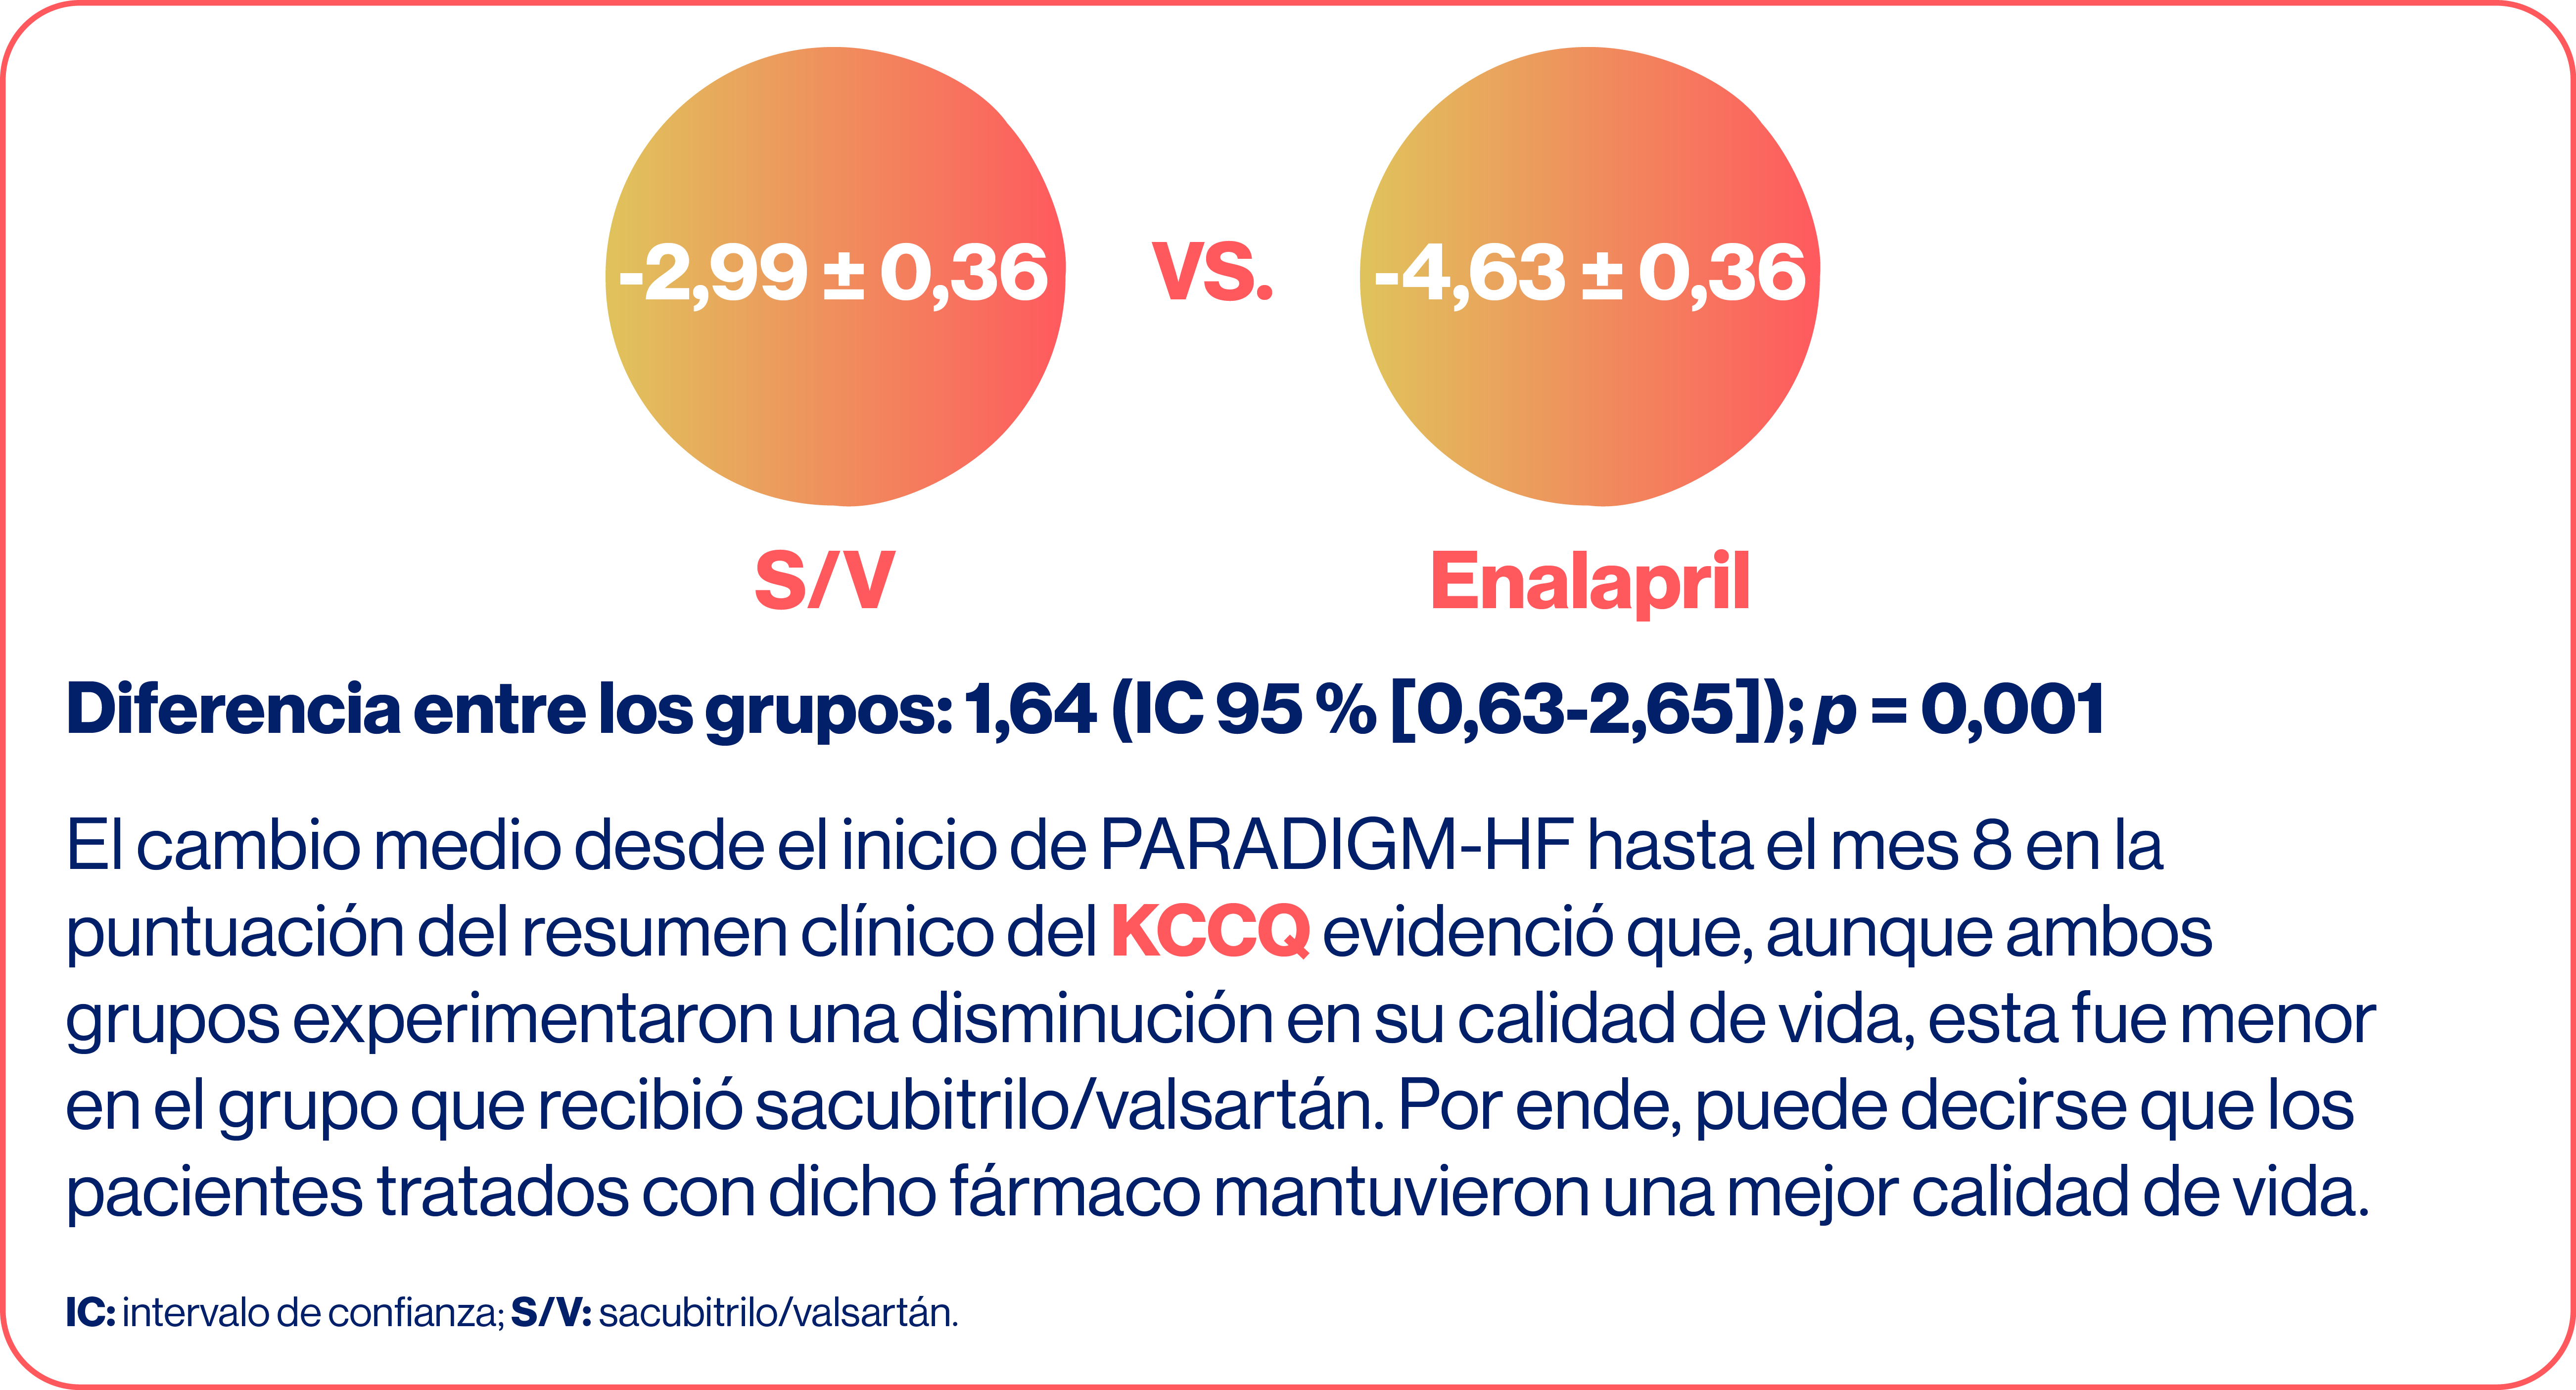 -2,99 ± 0,36 VS. -4,63 ± 0,36
S/V Enalapril
Diferencia entre los grupos: 1,64 (IC 95 % [0,63-2,65]); p = 0,001
El cambio medio desde el inicio de PARADIGM-HF hasta el mes 8 en la
puntuación del resumen clínico del KCCQ evidenció que, aunque ambos
grupos experimentaron una disminución en su calidad de vida, esta fue menor
en el grupo que recibió sacubitrilo/valsartán. Por ende, puede decirse que los
pacientes tratados con dicho fármaco mantuvieron una mejor calidad de vida.
IC: intervalo de confianza; S/V: sacubitrilo/valsartán.